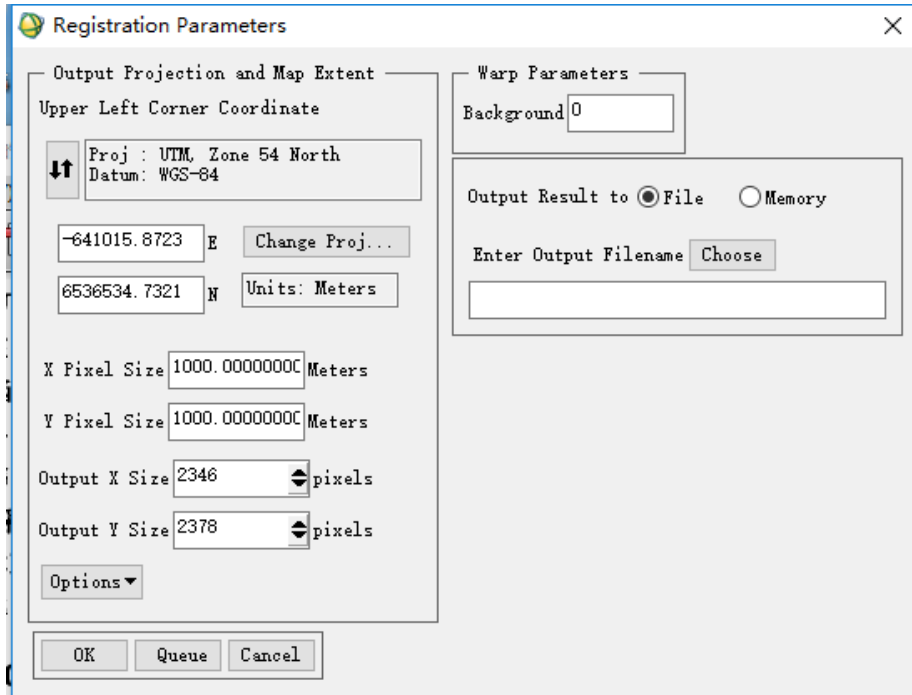 Registration Parameters
Output Projection and Map Extent
Upper Left Corner Coordinate
Proj : UTM, Zone 54 North
Datum: WGS-84
-641015.8723 E Change Proj...
6536534.7321 N Units: Meters
X Pixel Size 1000.0000000 Meters
Y Pixel Size 1000.0000000 Meters
Output X Size 2346 pixels
Output Y Size 2378 pixels
Options
OK Queue Cancel
Warp Parameters
Background 0
Output Result to File Memory
Enter Output Filename Choose